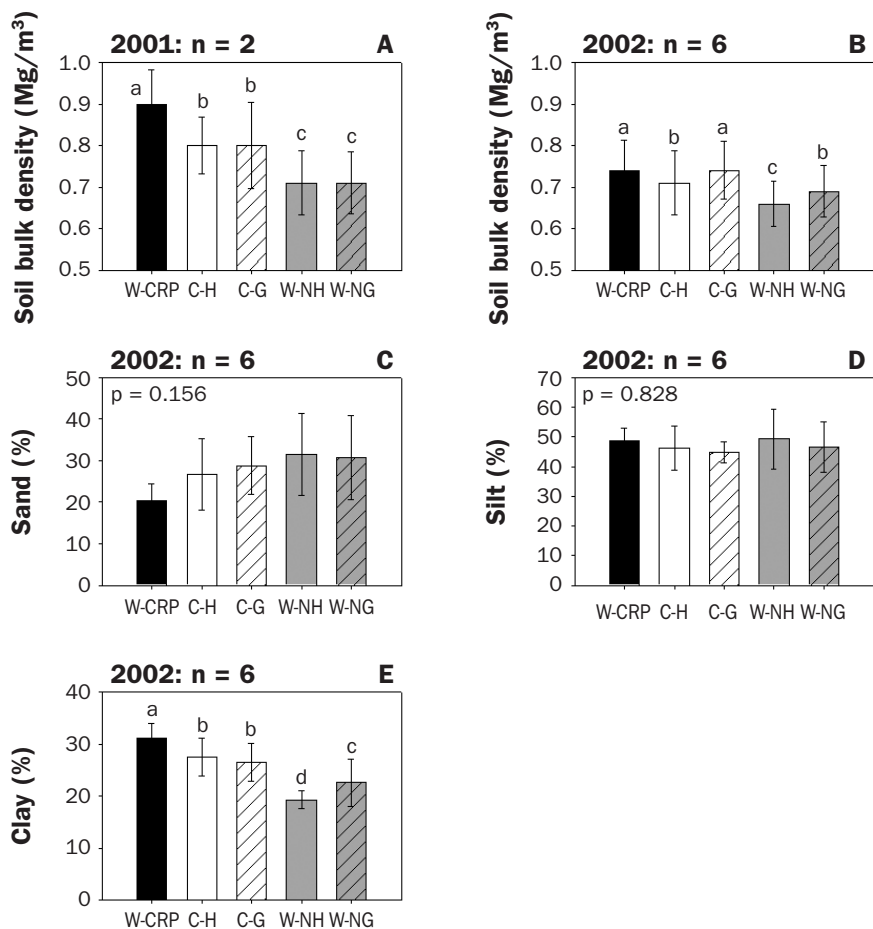 2001: n = 2 A
Soil bulk density (Mg/m³)
1.0
0.9
0.8
0.7
0.6
0.5
a
b
b
c
c
W-CRP C-H C-G W-NH W-NG
2002: n = 6 B
Soil bulk density (Mg/m³)
1.0
0.9
0.8
0.7
0.6
0.5
a
b
a
c
b
W-CRP C-H C-G W-NH W-NG
2002: n = 6 C
p = 0.156
Sand (%)
50
40
30
20
10
0
W-CRP C-H C-G W-NH W-NG
2002: n = 6 D
p = 0.828
Silt (%)
70
60
50
40
30
20
10
0
W-CRP C-H C-G W-NH W-NG
2002: n = 6 E
Clay (%)
40
30
20
10
0
a
b
b
d
c
W-CRP C-H C-G W-NH W-NG